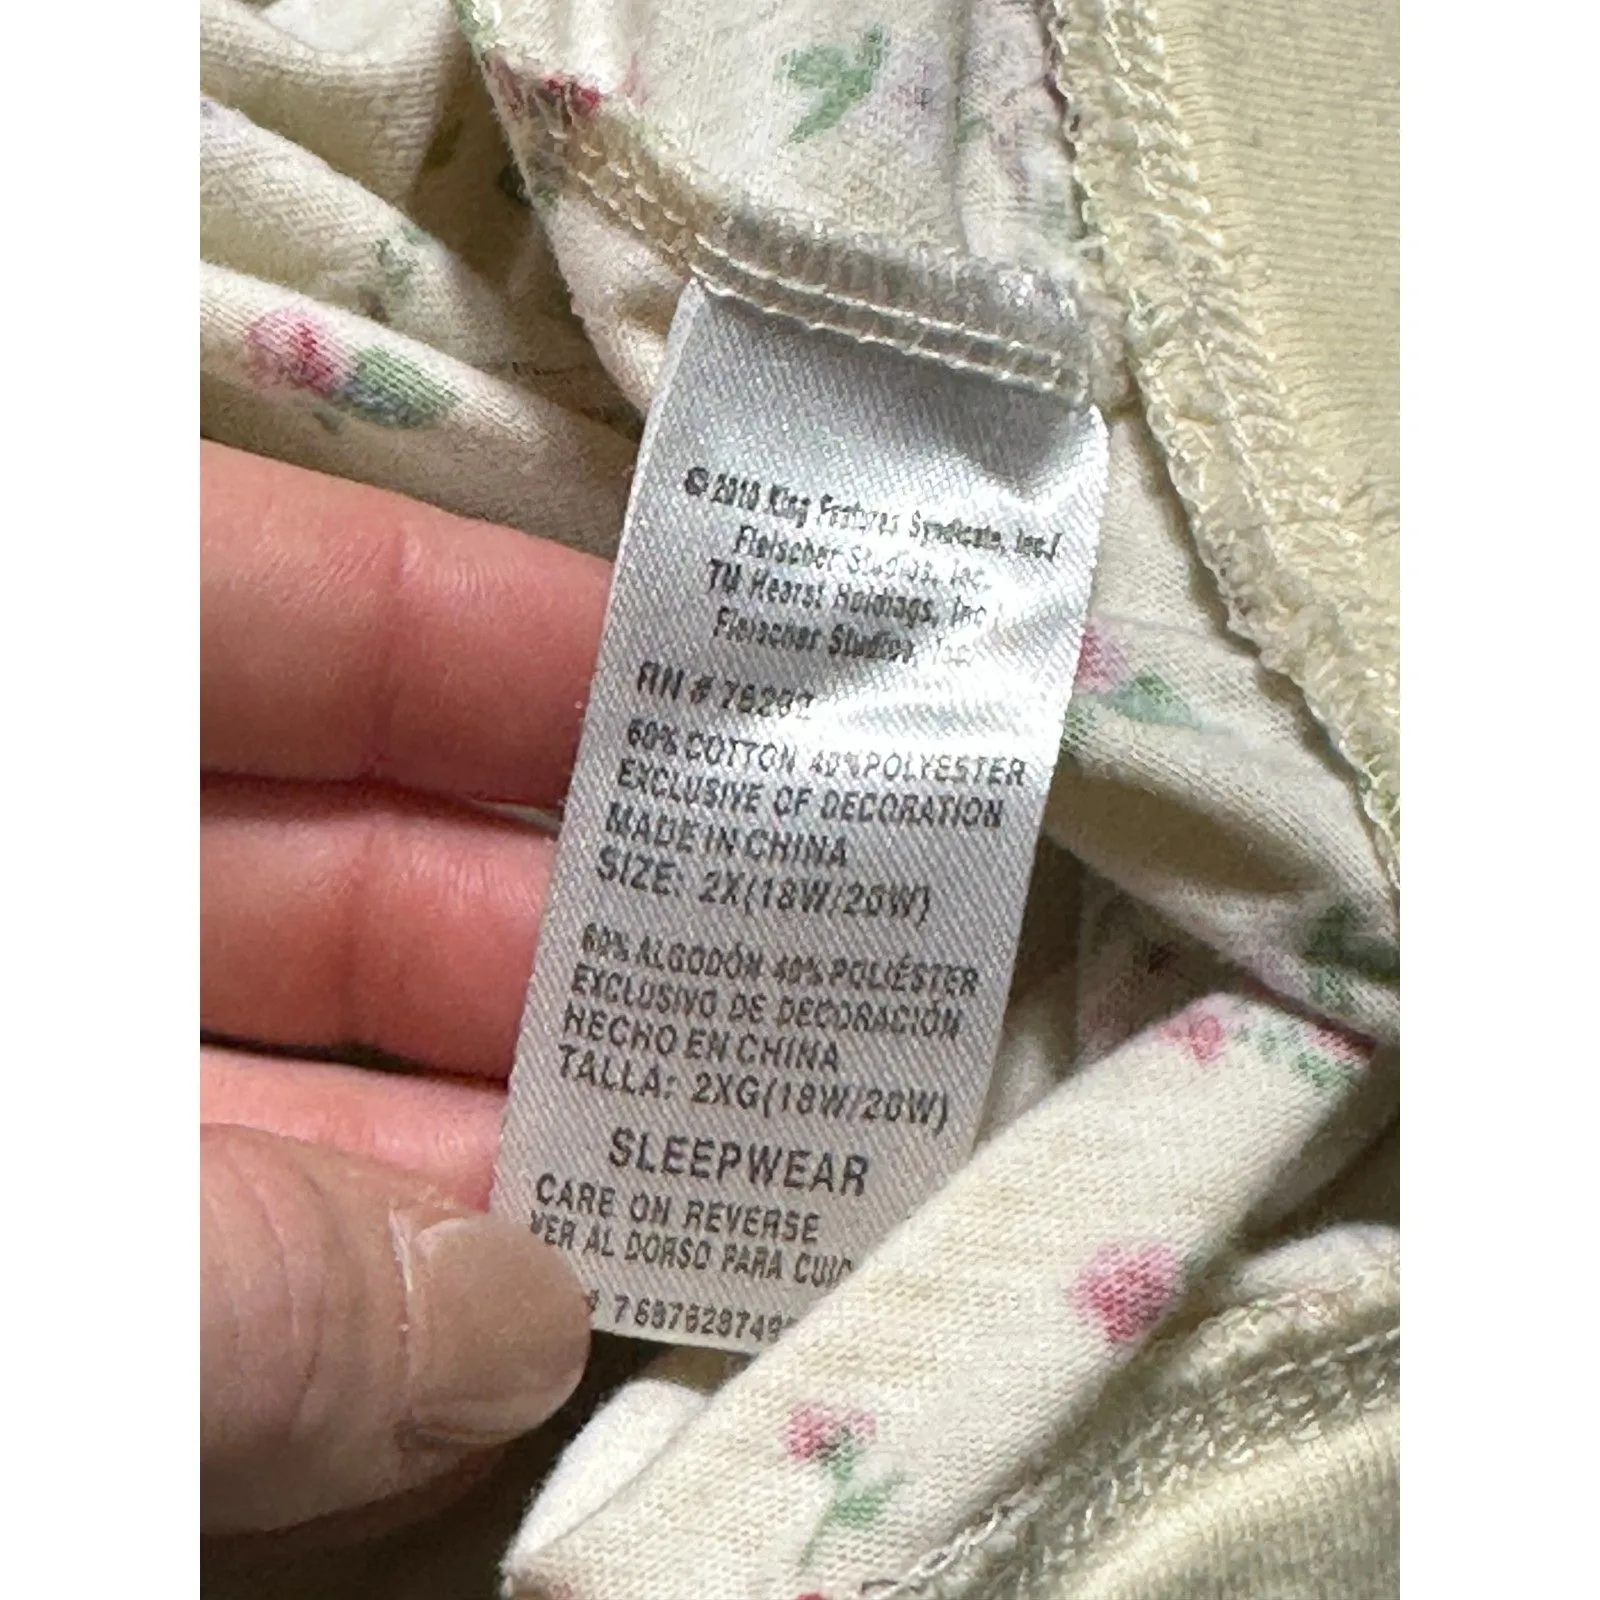 © 2010 King Features Syndicate, Inc./
Fleischer Studios, Inc.
TM Hearst Holdings, Inc./
Fleischer Studios, Inc.
RN #
60% COTTON 40% POLYESTER
EXCLUSIVE OF DECORATION
MADE IN CHINA
SIZE: 2X(18W/20W)
60% ALGODÓN 40% POLIÉSTER
EXCLUSIVO DE DECORACIÓN
HECHO EN CHINA
TALLA: 2XG(18W/20W)
SLEEPWEAR
CARE ON REVERSE
VER AL DORSO PARA